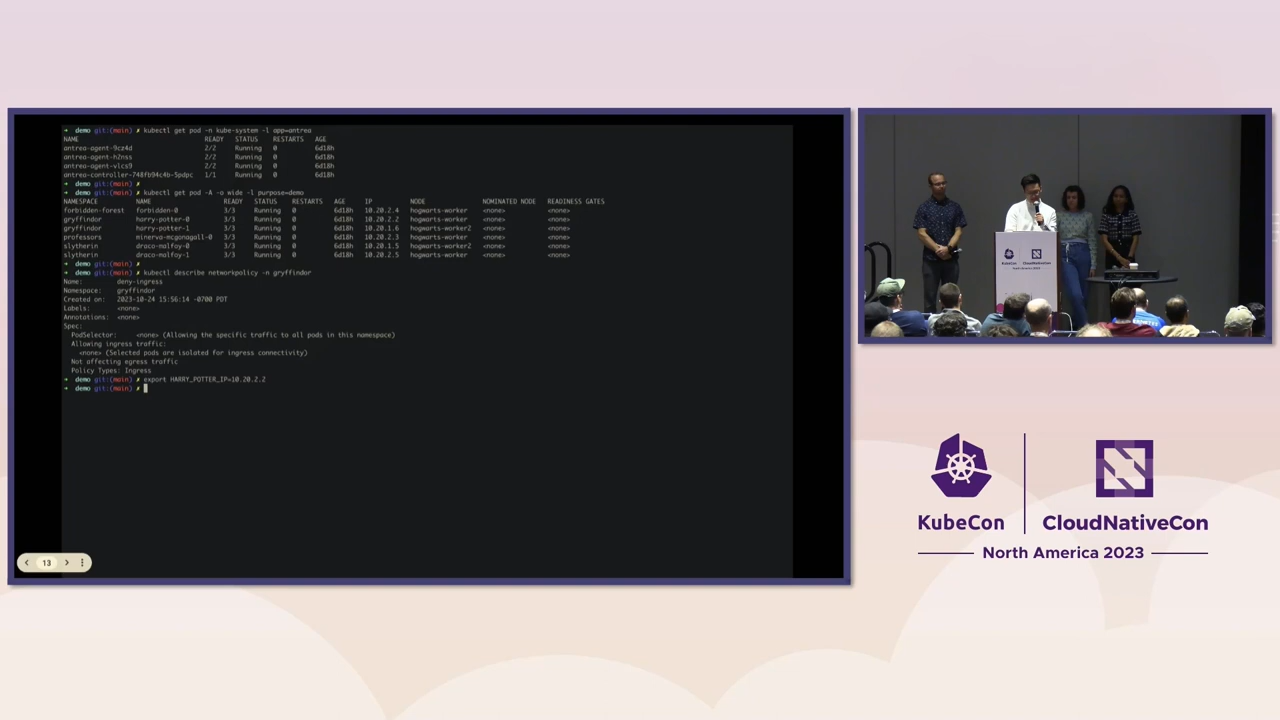 ➜ demo git:(main) ✗ kubectl get pod -n kube-system -l app=antrea
NAME READY STATUS RESTARTS AGE
antrea-agent-9cz4d 2/2 Running 0 6d18h
antrea-agent-h2nss 2/2 Running 0 6d18h
antrea-agent-vlcs9 2/2 Running 0 6d18h
antrea-controller-748fb94c4b-5pdpc 1/1 Running 0 6d18h
➜ demo git:(main) ✗
➜ demo git:(main) ✗ kubectl get pod -A -o wide -l purpose=demo
NAMESPACE NAME READY STATUS RESTARTS AGE IP NODE NOMINATED NODE READINESS GATES
forbidden-forest forbidden-0 3/3 Running 0 6d18h 10.20.2.4 hogwarts-worker <none> <none>
gryffindor harry-potter-0 3/3 Running 0 6d18h 10.20.2.2 hogwarts-worker <none> <none>
gryffindor harry-potter-1 3/3 Running 0 6d18h 10.20.1.6 hogwarts-worker2 <none> <none>
professors minerva-mcgonagall-0 3/3 Running 0 6d18h 10.20.2.3 hogwarts-worker <none> <none>
slytherin draco-malfoy-0 3/3 Running 0 6d18h 10.20.1.5 hogwarts-worker2 <none> <none>
slytherin draco-malfoy-1 3/3 Running 0 6d18h 10.20.2.5 hogwarts-worker <none> <none>
➜ demo git:(main) ✗
➜ demo git:(main) ✗ kubectl describe networkpolicy -n gryffindor
Name: deny-ingress
Namespace: gryffindor
Created on: 2023-10-24 15:56:14 -0700 PDT
Labels: <none>
Annotations: <none>
Spec:
PodSelector: <none> (Allowing the specific traffic to all pods in this namespace)
Allowing ingress traffic:
<none> (Selected pods are isolated for ingress connectivity)
Not affecting egress traffic
Policy Types: Ingress
➜ demo git:(main) ✗ export HARRY_POTTER_IP=10.20.2.2
➜ demo git:(main) ✗
13
KubeCon
CloudNativeCon
North America 2023